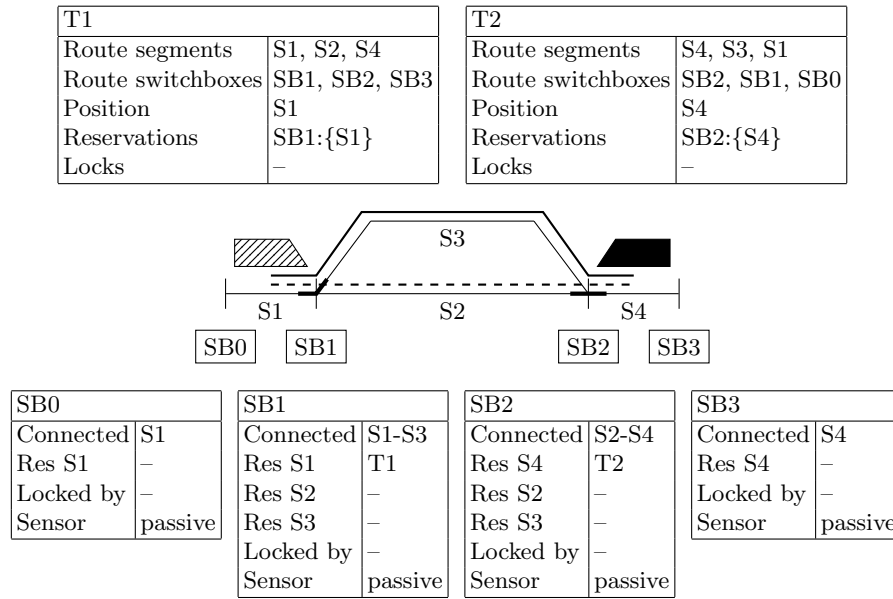 T1
Route segments S1, S2, S4
Route switchboxes SB1, SB2, SB3
Position S1
Reservations SB1:{S1}
Locks –
T2
Route segments S4, S3, S1
Route switchboxes SB2, SB1, SB0
Position S4
Reservations SB2:{S4}
Locks –
S3
S1 S2 S4
SB0 SB1 SB2 SB3
SB0
Connected S1
Res S1 –
Locked by –
Sensor passive
SB1
Connected S1-S3
Res S1 T1
Res S2 –
Res S3 –
Locked by –
Sensor passive
SB2
Connected S2-S4
Res S4 T2
Res S2 –
Res S3 –
Locked by –
Sensor passive
SB3
Connected S4
Res S4 –
Locked by –
Sensor passive